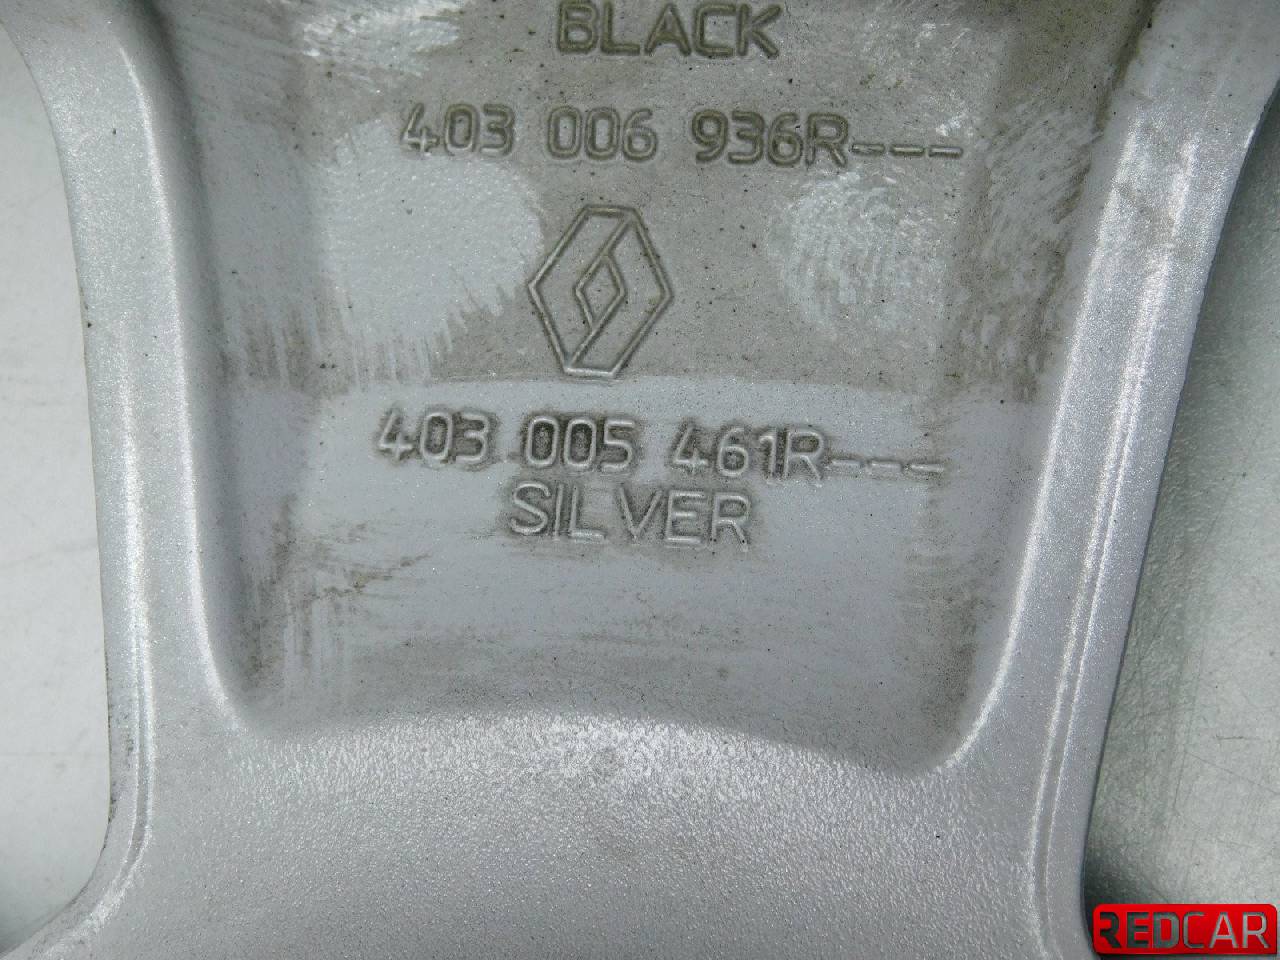 BLACK
403 006 936R---
403 005 461R---
SILVER
REDCAR